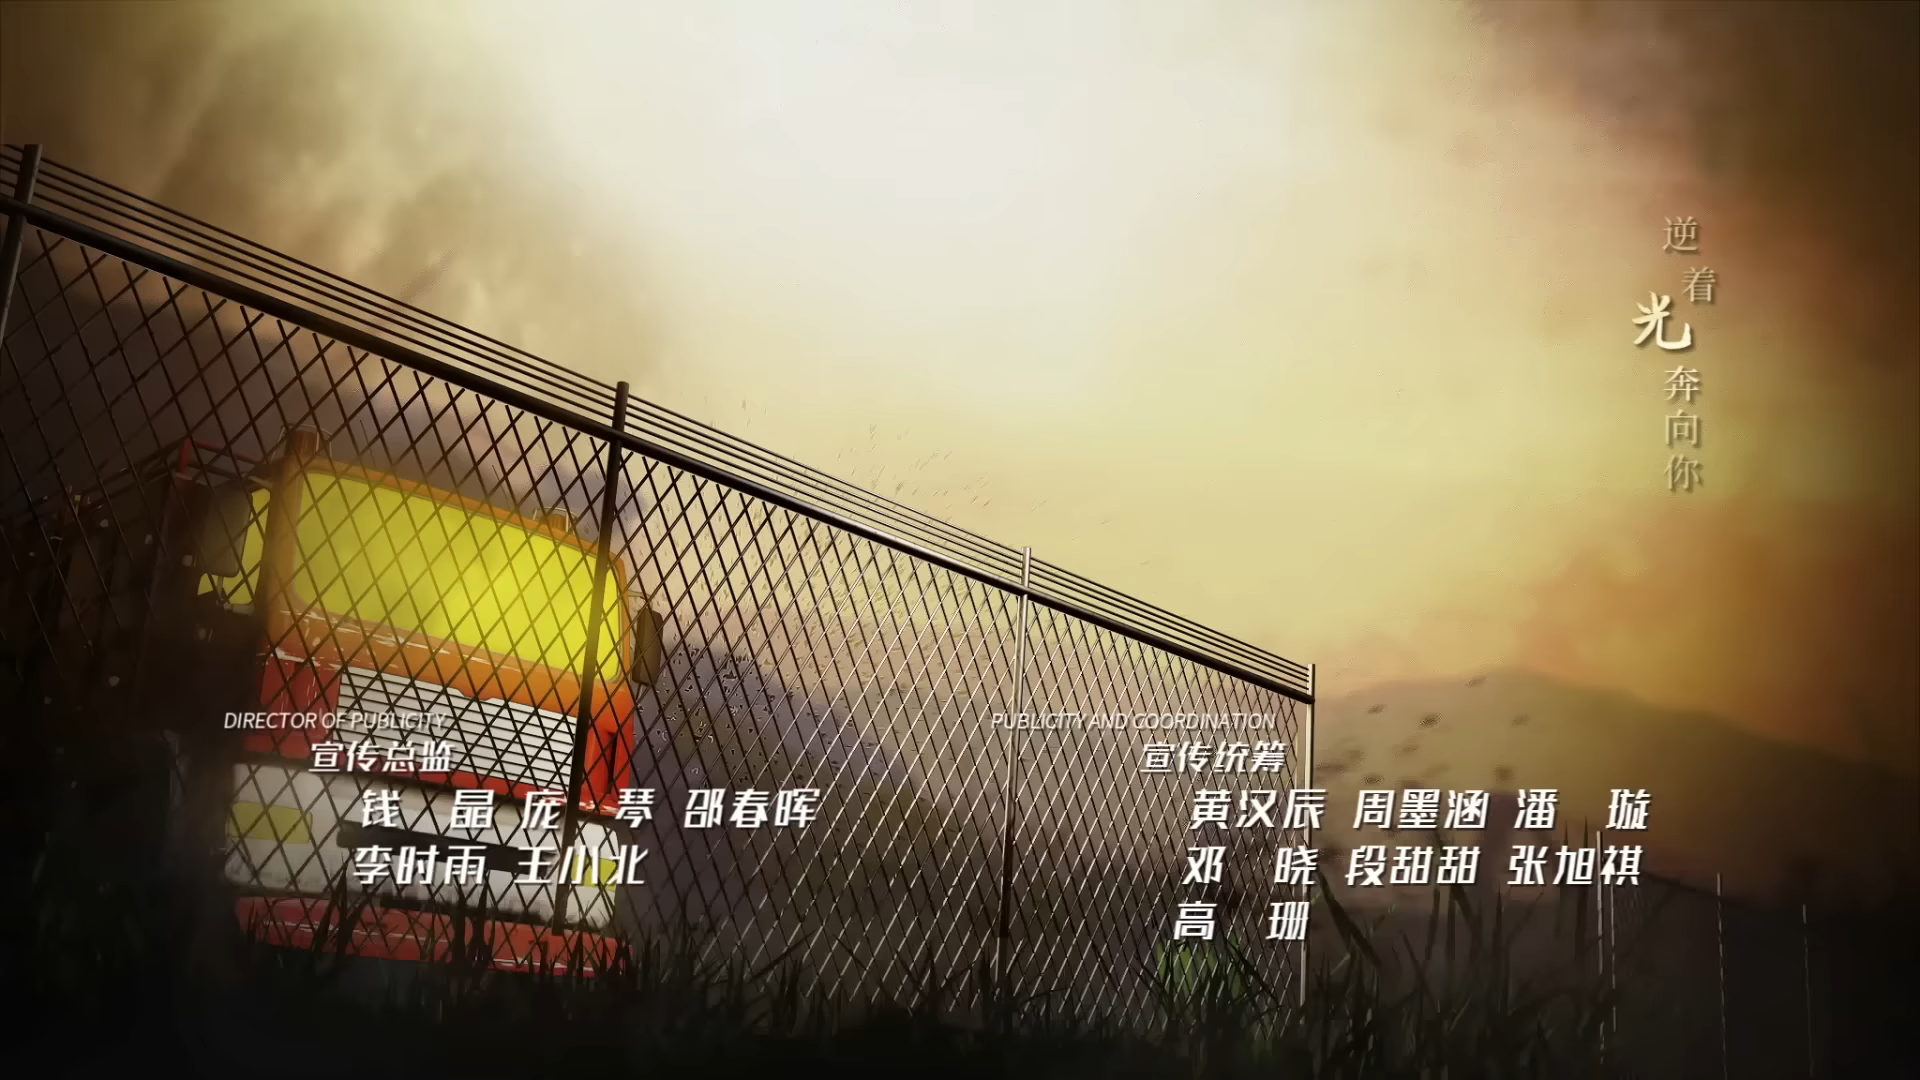 逆着光奔向你
DIRECTOR OF PUBLICITY
宣传总监
钱 晶 庞 琴 邵春晖
李时雨 王小北
PUBLICITY AND COORDINATION
宣传统筹
黄汉辰 周墨涵 潘 璇
邓 晓 段甜甜 张旭祺
高 珊